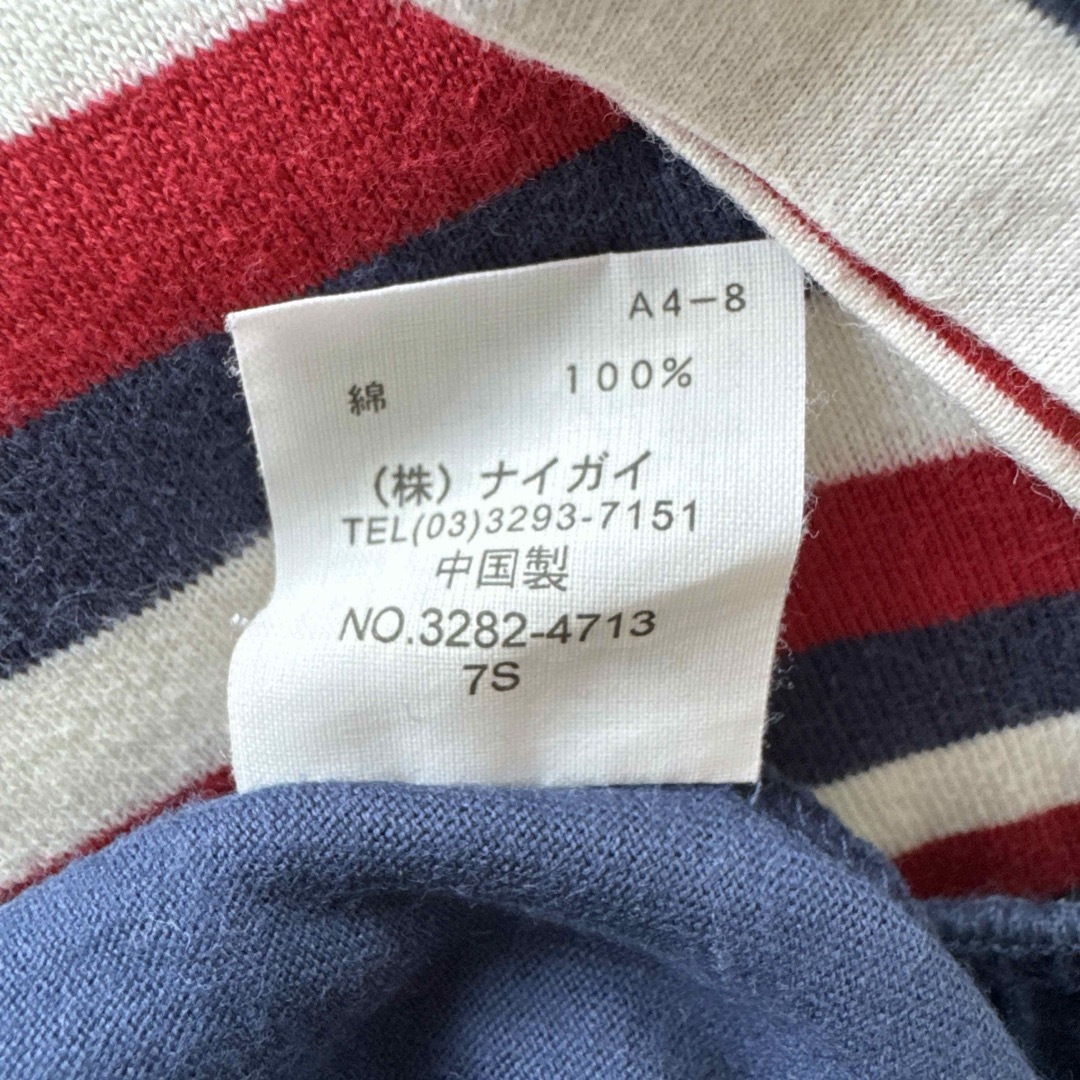 A4-8
綿 100%
(株) ナイガイ
TEL(03)3293-7151
中国製
NO.3282-4713
7S